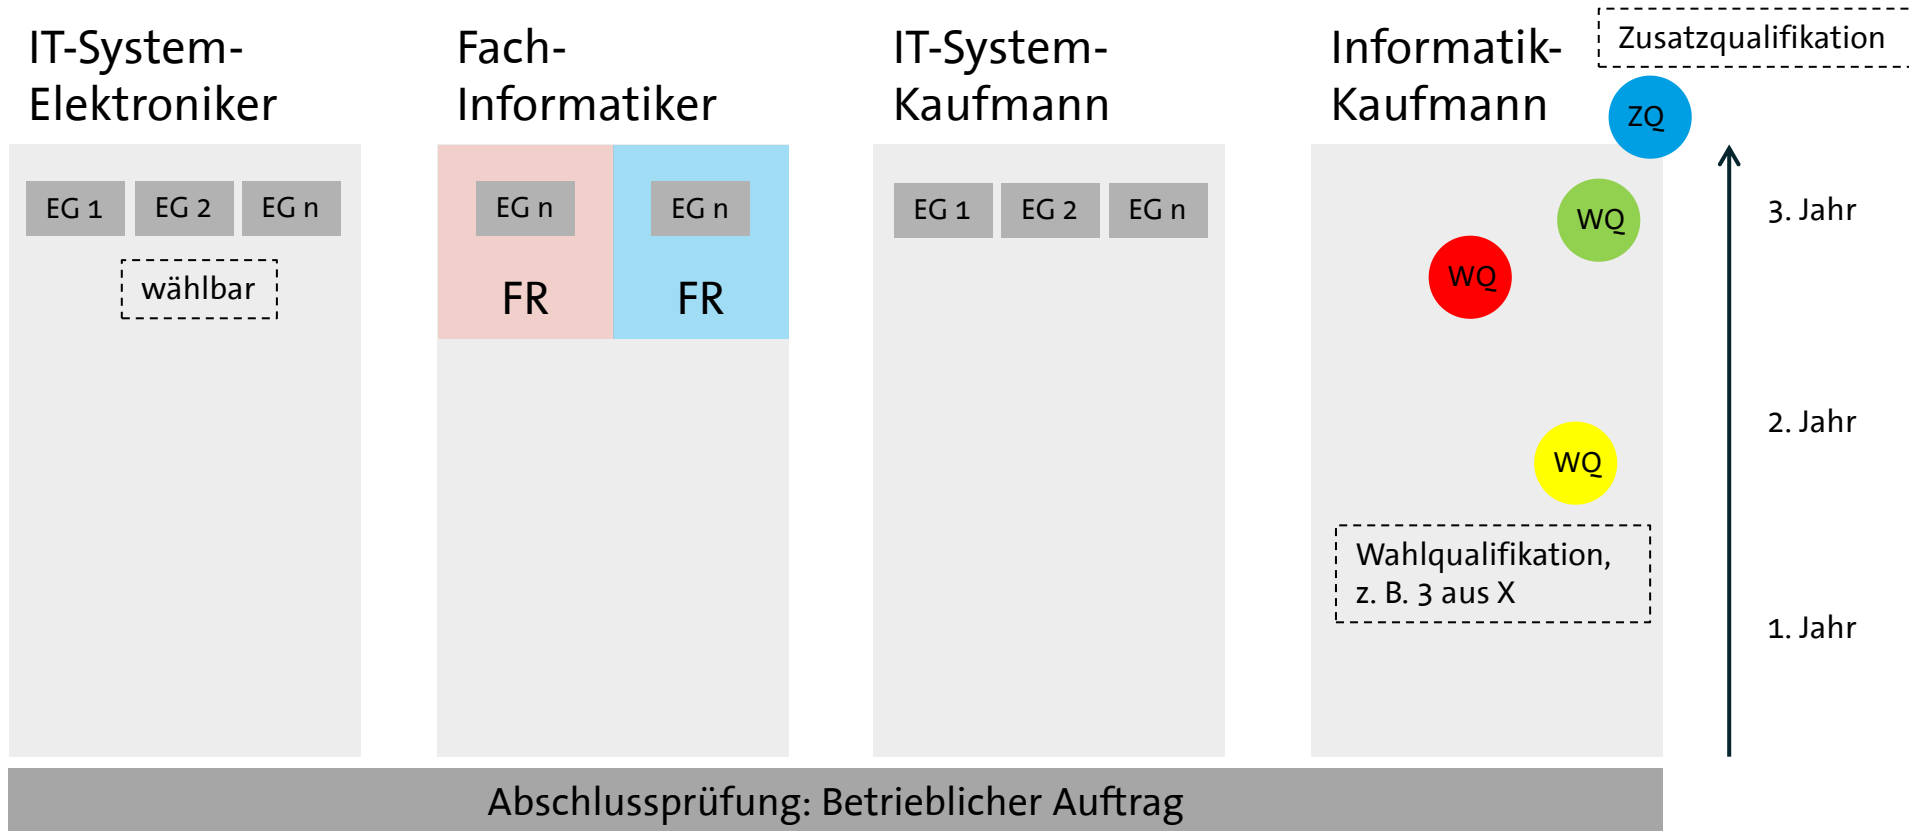 IT-System-
Elektroniker
Fach-
Informatiker
IT-System-
Kaufmann
Informatik-
Kaufmann
Zusatzqualifikation
ZQ
EG 1 EG 2 EG n
wählbar
EG n EG n
FR FR
EG 1 EG 2 EG n
WQ
WQ
WQ
Wahlqualifikation,
z. B. 3 aus X
3. Jahr
2. Jahr
1. Jahr
Abschlussprüfung: Betrieblicher Auftrag